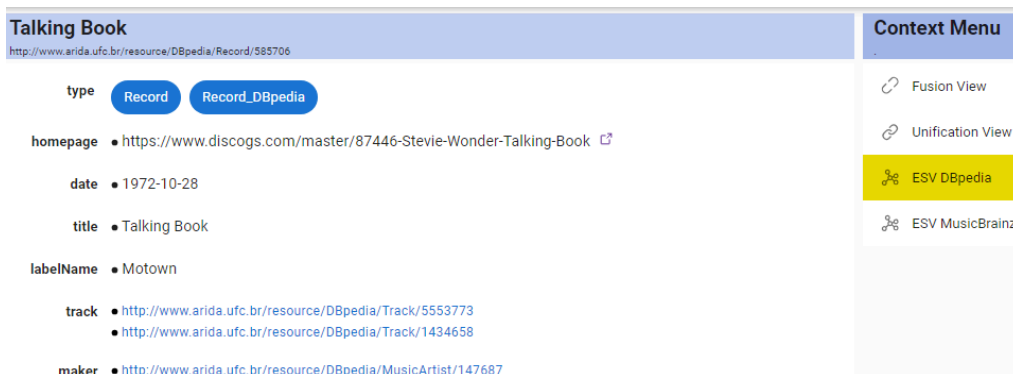 Talking Book
http://www.arida.ufc.br/resource/DBpedia/Record/585706
type Record Record_DBpedia
homepage • https://www.discogs.com/master/87446-Stevie-Wonder-Talking-Book
date • 1972-10-28
title • Talking Book
labelName • Motown
track • http://www.arida.ufc.br/resource/DBpedia/Track/5553773
• http://www.arida.ufc.br/resource/DBpedia/Track/1434658
maker • http://www.arida.ufc.br/resource/DBpedia/MusicArtist/147687
Context Menu
.
Fusion View
Unification View
ESV DBpedia
ESV MusicBrainz